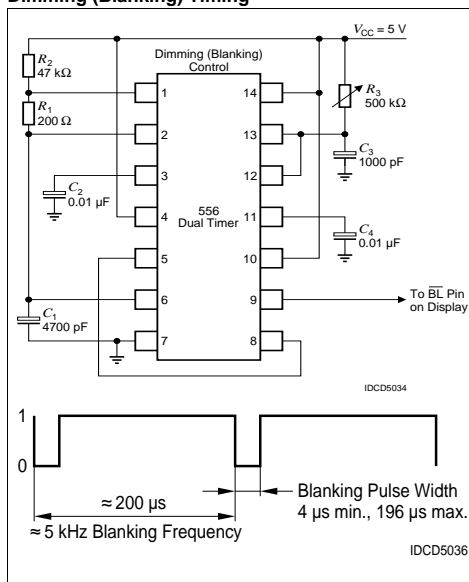 Dimming (Blanking) Timing
VCC = 5 V
Dimming (Blanking)
Control
R2
47 kΩ
R1
200 Ω
R3
500 kΩ
C3
1000 pF
C2
0.01 µF
C4
0.01 µF
C1
4700 pF
556
Dual Timer
1
2
3
4
5
6
7
14
13
12
11
10
9
8
To BL Pin
on Display
IDCD5034
1
0
≈ 200 µs
≈ 5 kHz Blanking Frequency
Blanking Pulse Width
4 µs min., 196 µs max.
IDCD5036